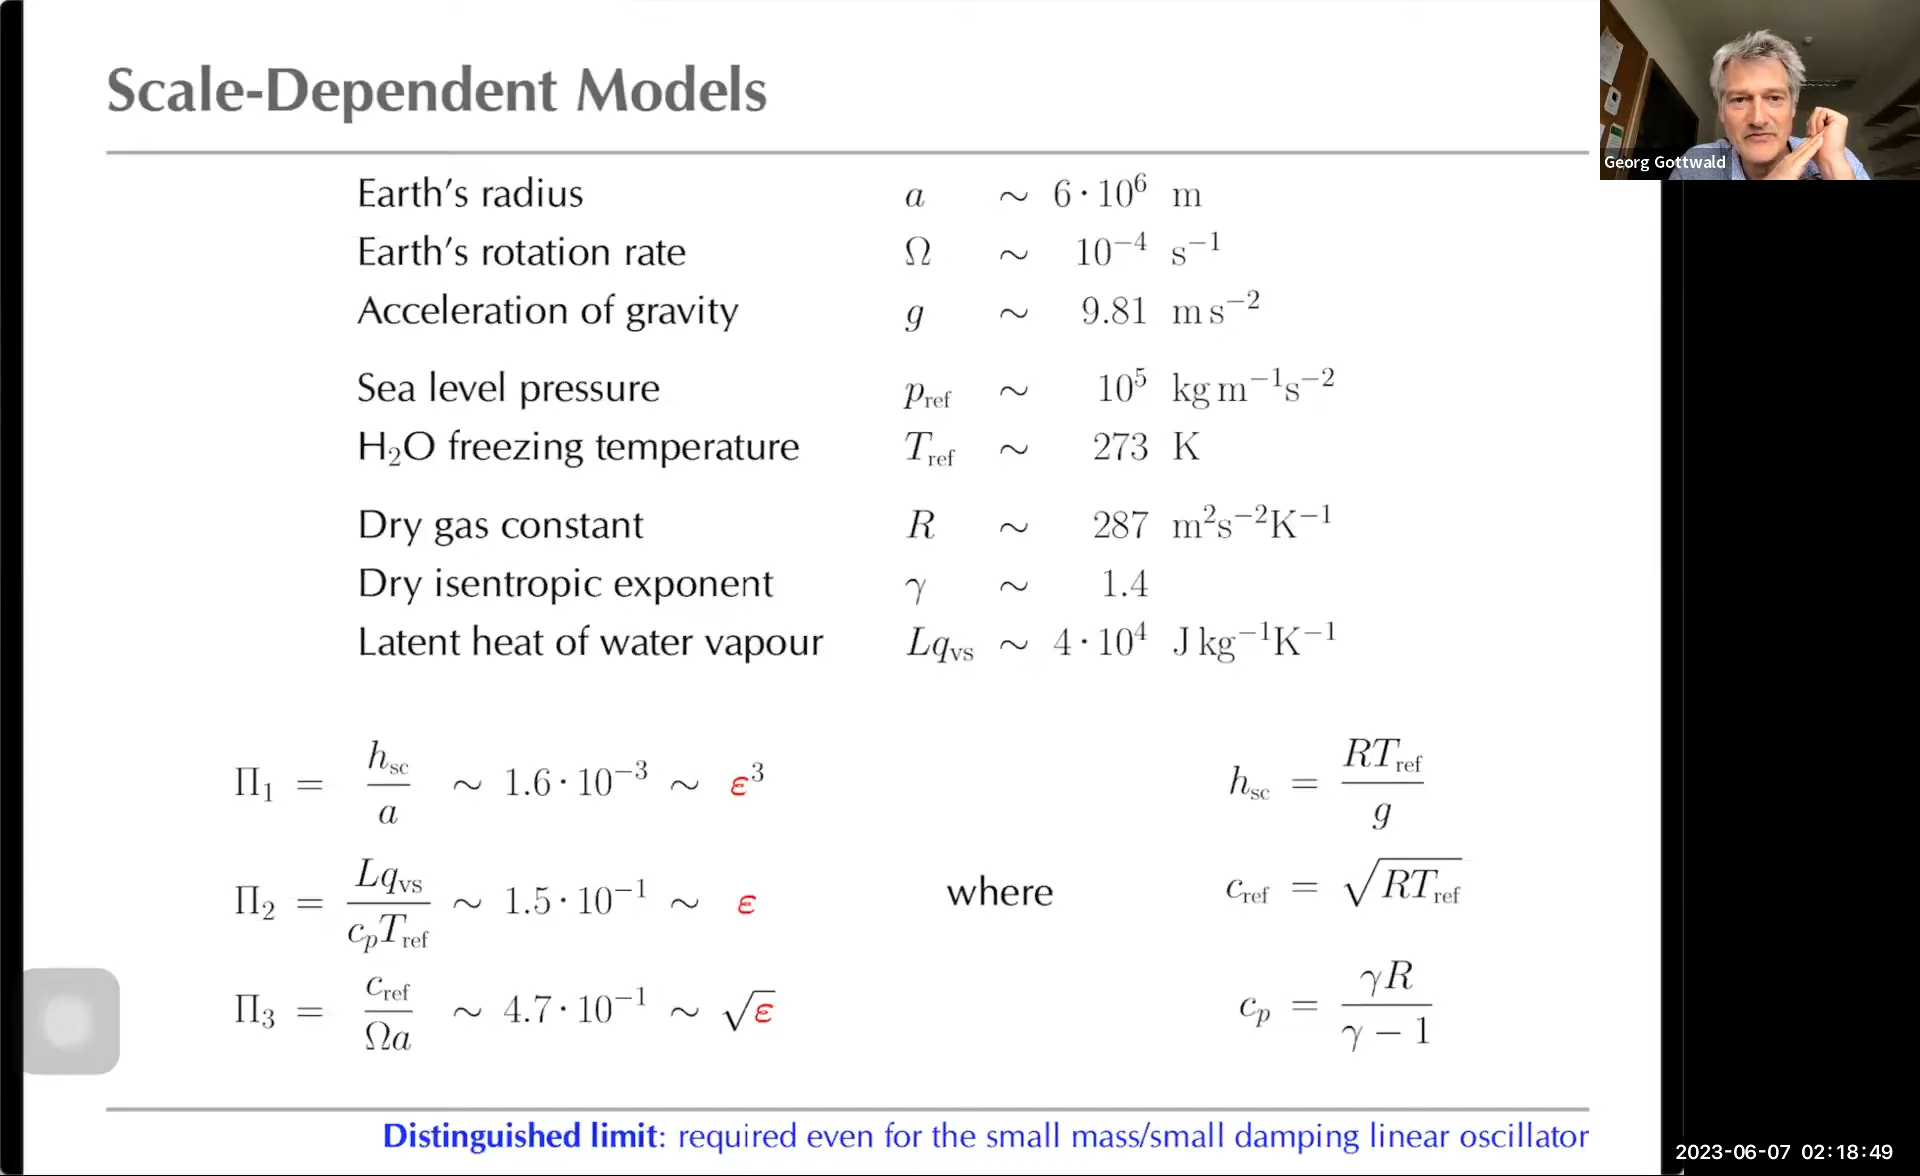 Scale-Dependent Models
Georg Gottwald
Earth's radius a ∼ 6·10⁶ m
Earth's rotation rate Ω ∼ 10⁻⁴ s⁻¹
Acceleration of gravity g ∼ 9.81 m s⁻²
Sea level pressure p_ref ∼ 10⁵ kg m⁻¹s⁻²
H₂O freezing temperature T_ref ∼ 273 K
Dry gas constant R ∼ 287 m²s⁻²K⁻¹
Dry isentropic exponent γ ∼ 1.4
Latent heat of water vapour Lq_vs ∼ 4·10⁴ J kg⁻¹K⁻¹
Π₁ = h_sc / a ∼ 1.6·10⁻³ ∼ ε³
h_sc = RT_ref / g
Π₂ = Lq_vs / c_pT_ref ∼ 1.5·10⁻¹ ∼ ε
where
c_ref = √RT_ref
Π₃ = c_ref / Ωa ∼ 4.7·10⁻¹ ∼ √ε
c_p = γR / γ − 1
Distinguished limit: required even for the small mass/small damping linear oscillator
2023-06-07 02:18:49